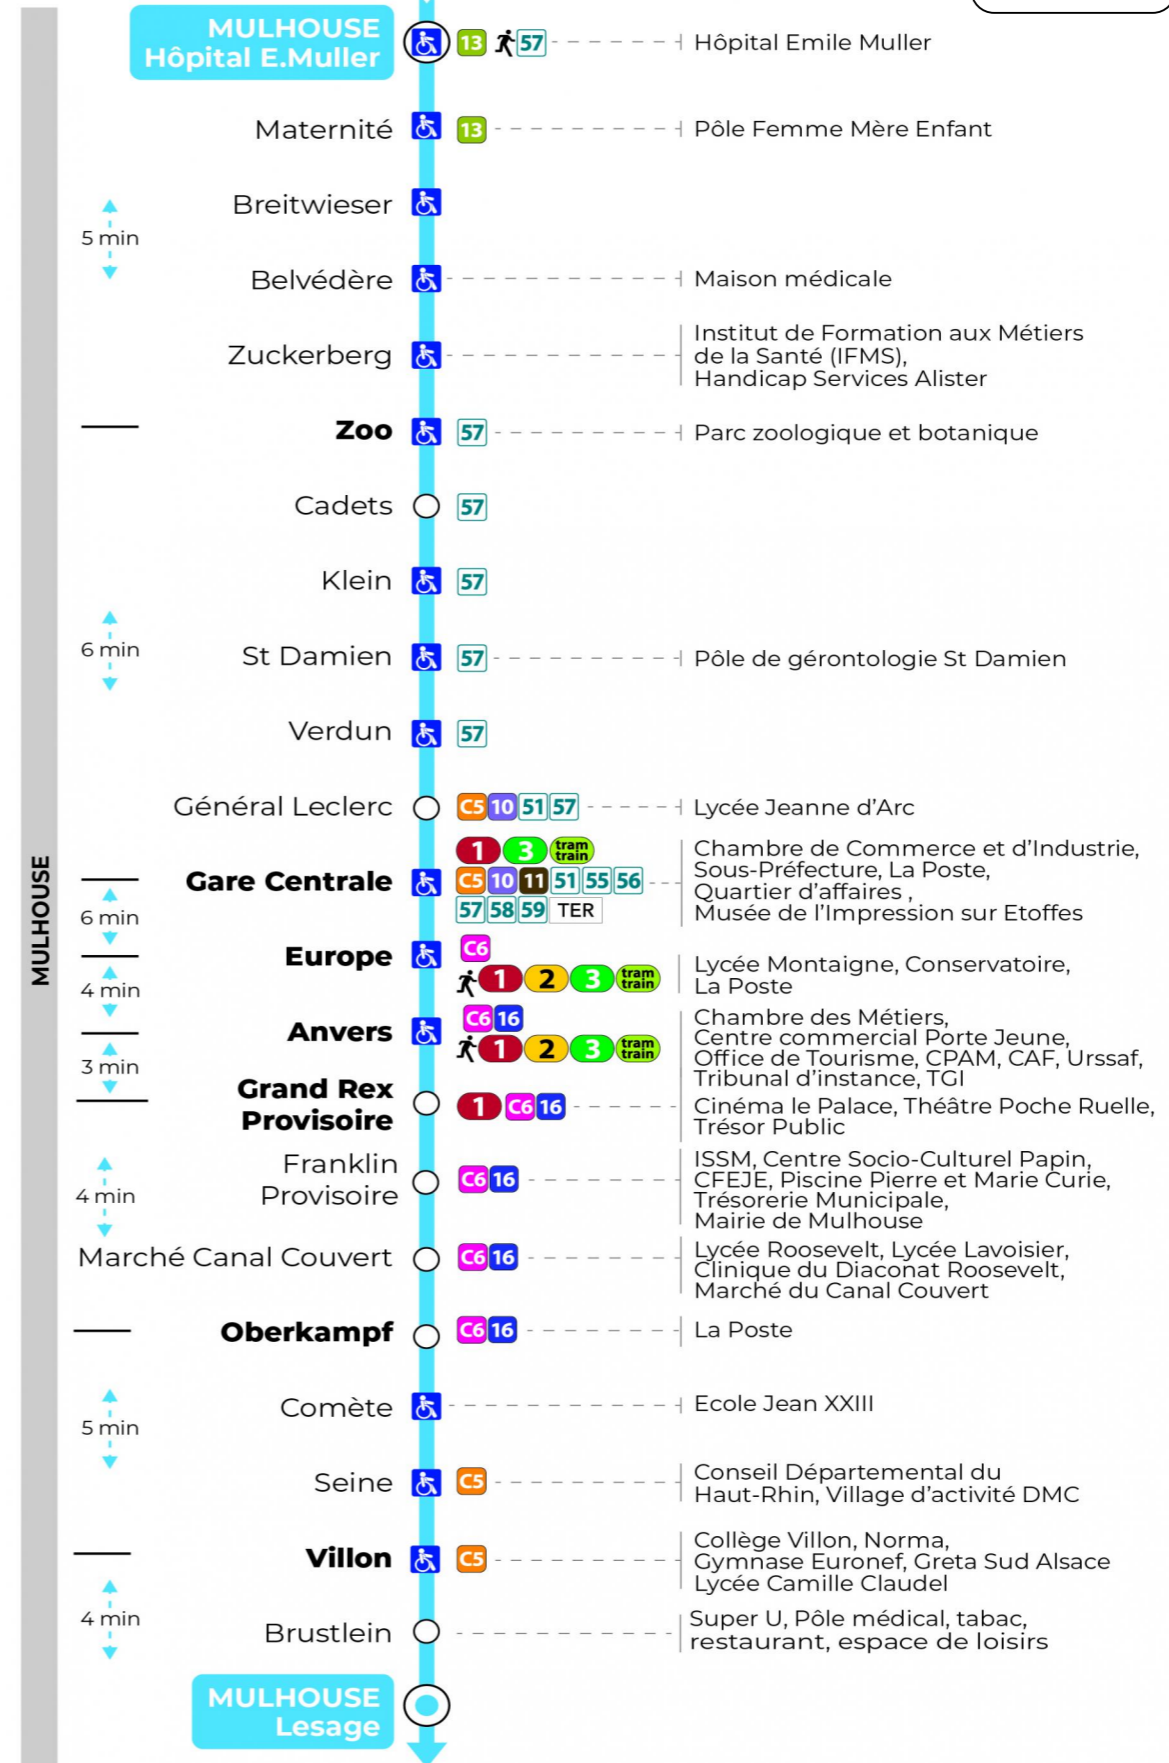 MULHOUSE
Hôpital E.Muller
13 57
Hôpital Emile Muller
Maternité
13
Pôle Femme Mère Enfant
Breitwieser
5 min
Belvédère
Maison médicale
Zuckerberg
Institut de Formation aux Métiers
de la Santé (IFMS),
Handicap Services Alister
Zoo
57
Parc zoologique et botanique
Cadets
57
Klein
57
6 min
St Damien
57
Pôle de gérontologie St Damien
Verdun
57
Général Leclerc
C5 10 51 57
Lycée Jeanne d’Arc
MULHOUSE
Gare Centrale
1 3 tram
train
C5 10 11 51 55 56
57 58 59 TER
Chambre de Commerce et d’Industrie,
Sous-Préfecture, La Poste,
Quartier d’affaires ,
Musée de l’Impression sur Etoffes
6 min
Europe
C6
1 2 3 tram
train
Lycée Montaigne, Conservatoire,
La Poste
4 min
Anvers
C6 16
1 2 3 tram
train
Chambre des Métiers,
Centre commercial Porte Jeune,
Office de Tourisme, CPAM, CAF, Urssaf,
Tribunal d’instance, TGI
3 min
Grand Rex
Provisoire
1 C6 16
Cinéma le Palace, Théâtre Poche Ruelle,
Trésor Public
Franklin
Provisoire
C6 16
ISSM, Centre Socio-Culturel Papin,
CFEJE, Piscine Pierre et Marie Curie,
Trésorerie Municipale,
Mairie de Mulhouse
4 min
Marché Canal Couvert
C6 16
Lycée Roosevelt, Lycée Lavoisier,
Clinique du Diaconat Roosevelt,
Marché du Canal Couvert
Oberkampf
C6 16
La Poste
Comète
Ecole Jean XXIII
5 min
Seine
C5
Conseil Départemental du
Haut-Rhin, Village d’activité DMC
Villon
C5
Collège Villon, Norma,
Gymnase Euronef, Greta Sud Alsace
Lycée Camille Claudel
4 min
Brustlein
Super U, Pôle médical, tabac,
restaurant, espace de loisirs
MULHOUSE
Lesage